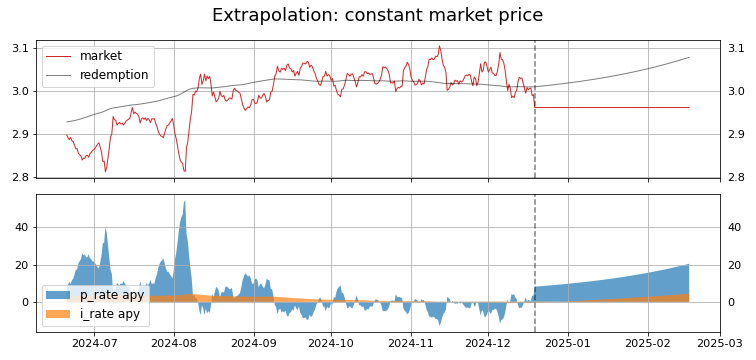 Extrapolation: constant market price
3.1 3.1
market
redemption
3.0 3.0
2.9 2.9
2.8 2.8
40 40
20 20
p_rate apy
0 0
i_rate apy
2024-07 2024-08 2024-09 2024-10 2024-11 2024-12 2025-01 2025-02 2025-03